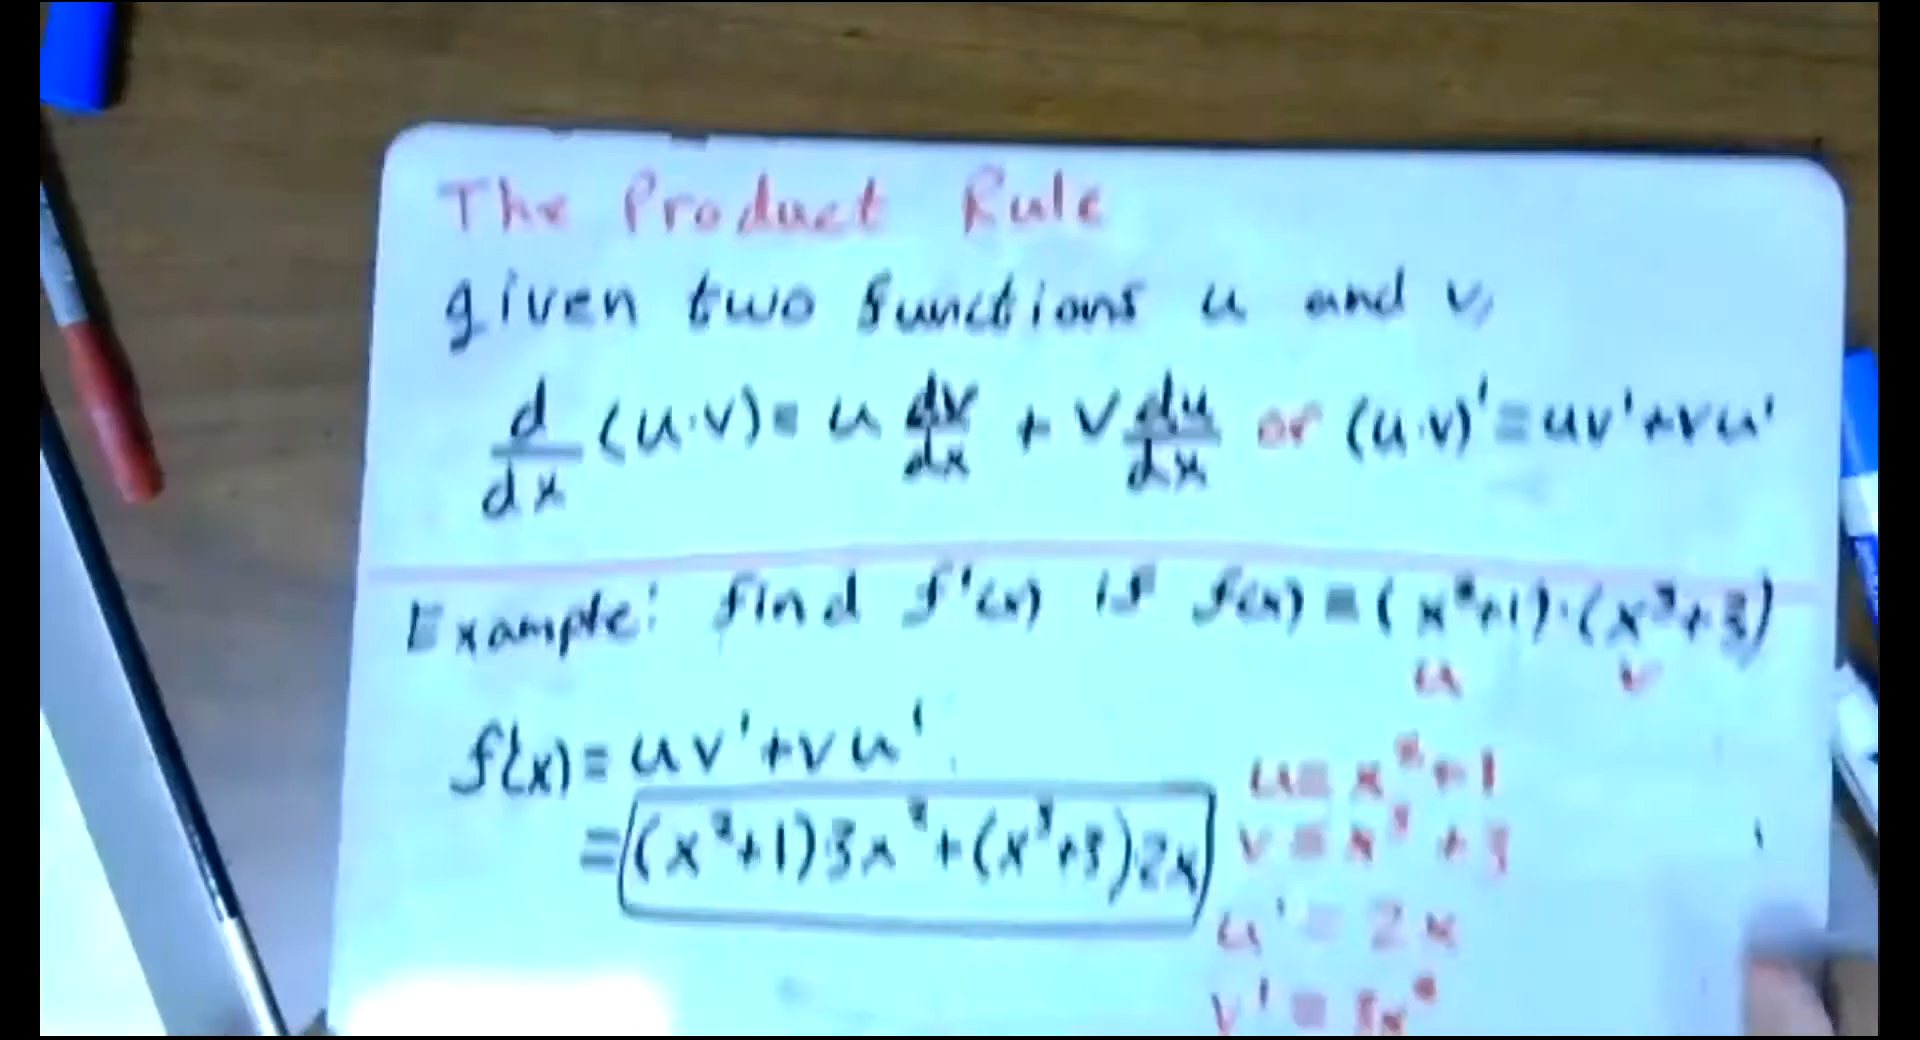 The Product Rule
given two functions u and v,
d/dx (u·v) = u dv/dx + v du/dx or (u·v)' = uv'+vu'
Example: find f'(x) if f(x) = (x²+1)·(x³+3)
u v
f'(x) = uv'+vu'
= (x²+1)3x²+(x³+3)·2x
u = x²+1
v = x³+3
u' = 2x
v' = 3x²